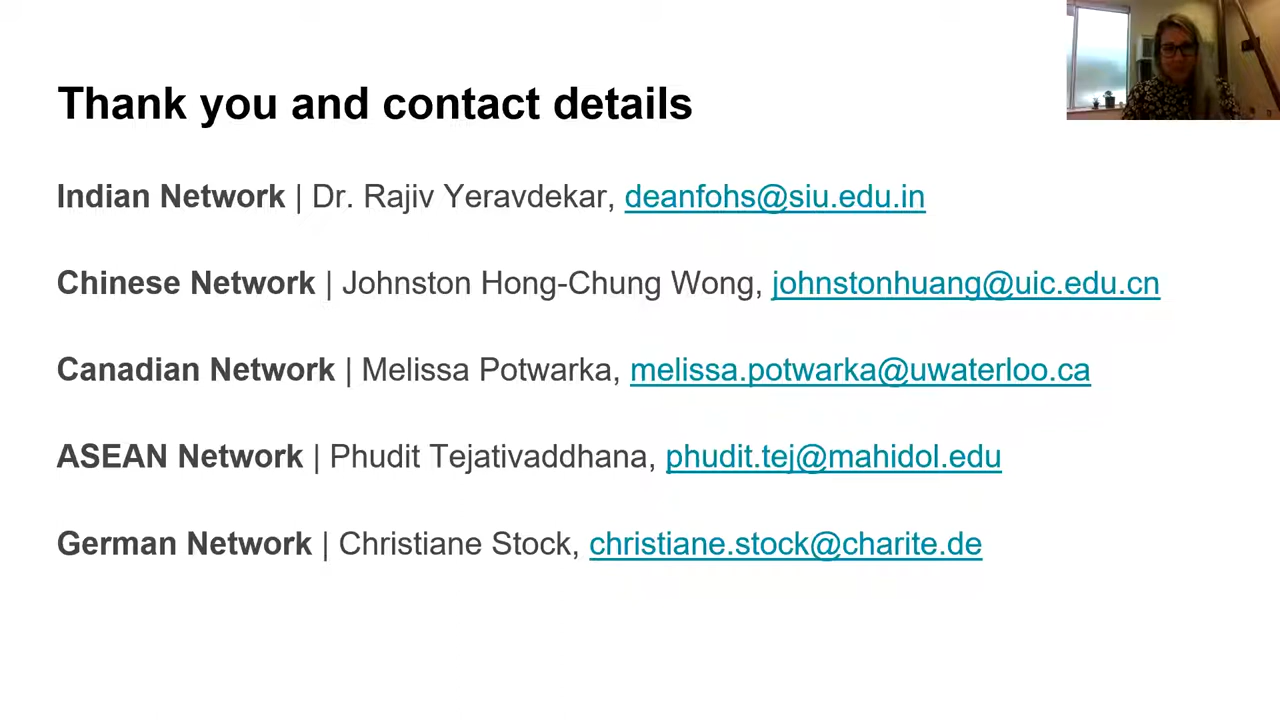 Thank you and contact details
Indian Network | Dr. Rajiv Yeravdekar, deanfohs@siu.edu.in
Chinese Network | Johnston Hong-Chung Wong, johnstonhuang@uic.edu.cn
Canadian Network | Melissa Potwarka, melissa.potwarka@uwaterloo.ca
ASEAN Network | Phudit Tejativaddhana, phudit.tej@mahidol.edu
German Network | Christiane Stock, christiane.stock@charite.de